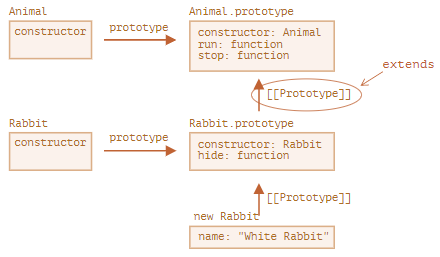 Animal
constructor
prototype
Animal.prototype
constructor: Animal
run: function
stop: function
[[Prototype]]
extends
Rabbit
constructor
prototype
Rabbit.prototype
constructor: Rabbit
hide: function
[[Prototype]]
new Rabbit
name: "White Rabbit"